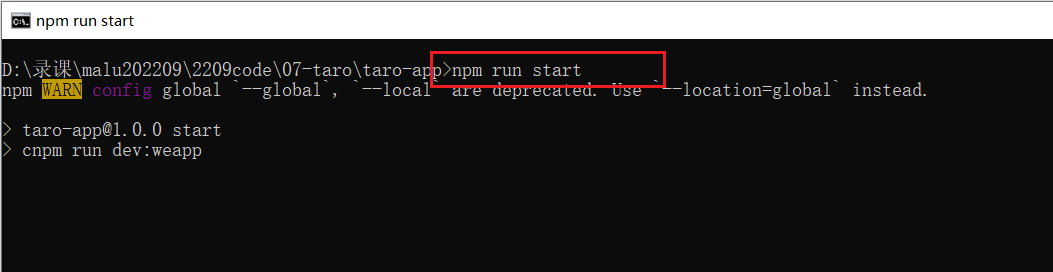 npm run start
D:\录课\malu202209\2209code\07-taro\taro-app>npm run start
npm WARN config global `--global`, `--local` are deprecated. Use `--location=global` instead.
> taro-app@1.0.0 start
> cnpm run dev:weapp